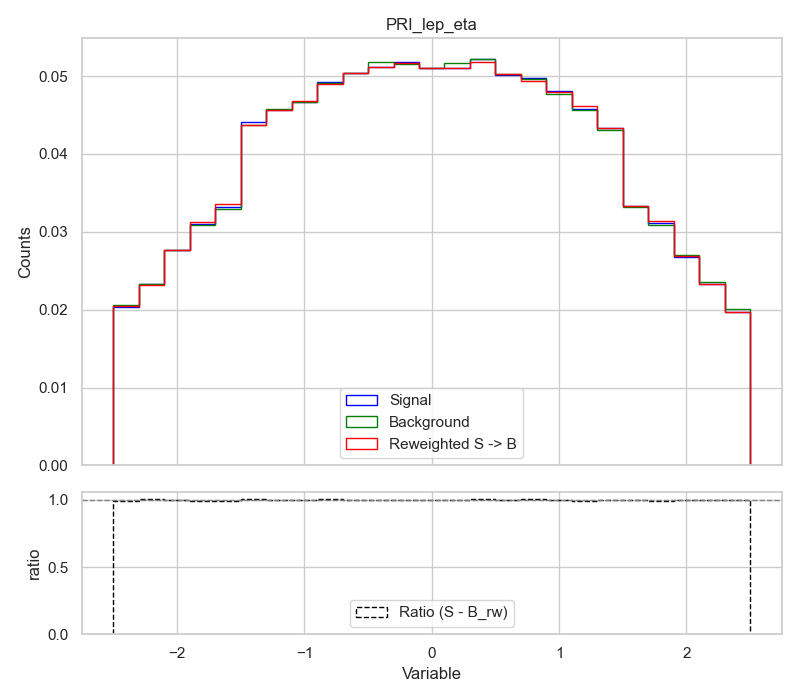 PRI_lep_eta
0.05
0.04
0.03
0.02
0.01
0.00
Counts
Signal
Background
Reweighted S -> B
1.0
0.5
0.0
ratio
Ratio (S - B_rw)
−2
−1
0
1
2
Variable